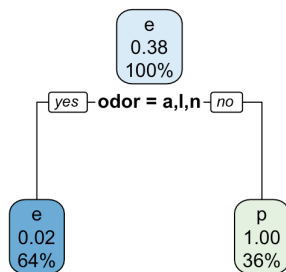 e
0.38
100%
yes odor = a,l,n no
e
0.02
64%
p
1.00
36%